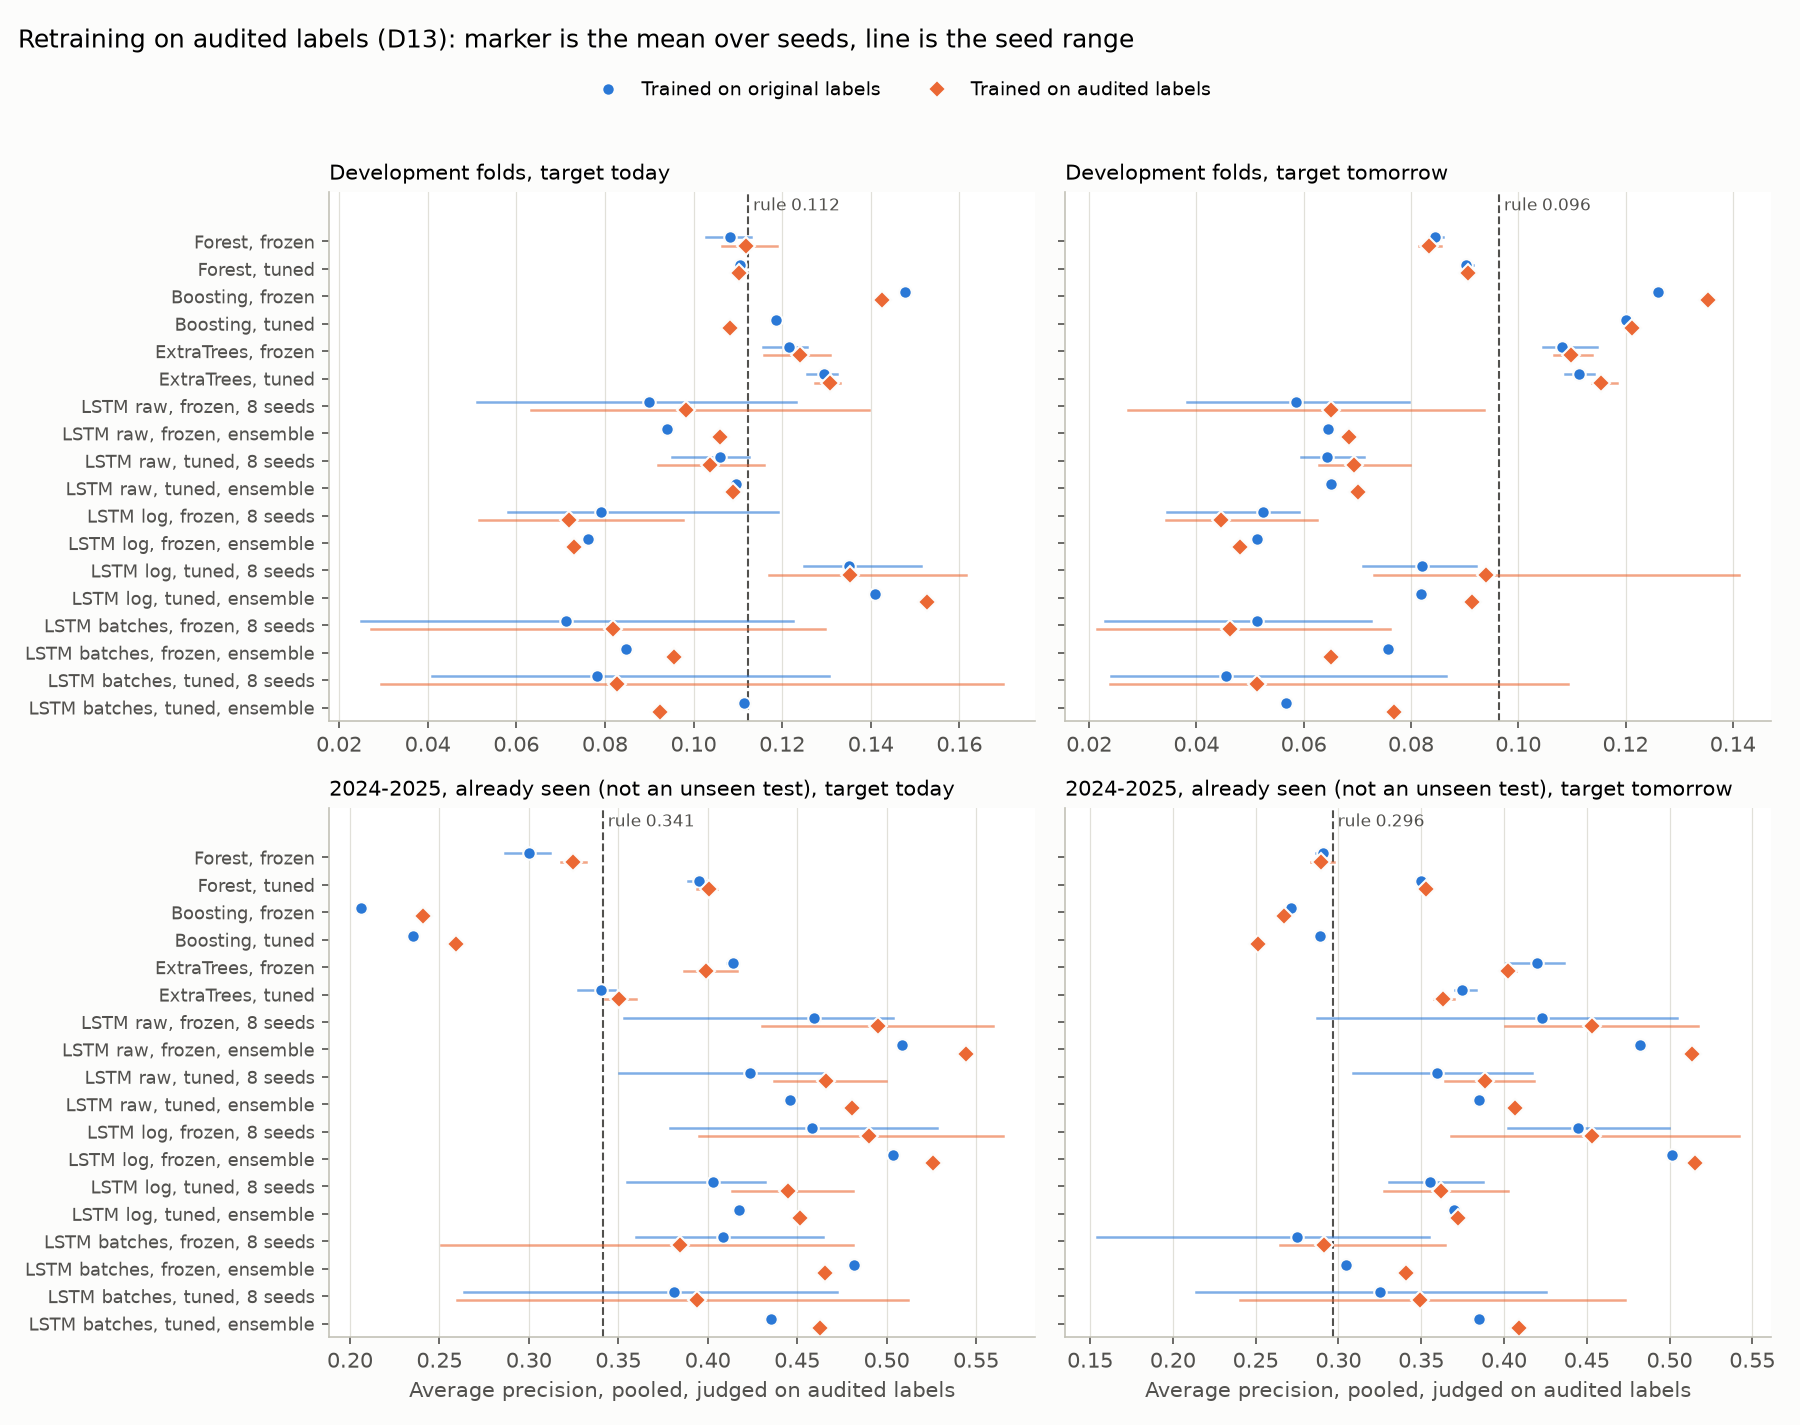 Retraining on audited labels (D13): marker is the mean over seeds, line is the seed range
Trained on original labels
Trained on audited labels
Development folds, target today
rule 0.112
Forest, frozen
Forest, tuned
Boosting, frozen
Boosting, tuned
ExtraTrees, frozen
ExtraTrees, tuned
LSTM raw, frozen, 8 seeds
LSTM raw, frozen, ensemble
LSTM raw, tuned, 8 seeds
LSTM raw, tuned, ensemble
LSTM log, frozen, 8 seeds
LSTM log, frozen, ensemble
LSTM log, tuned, 8 seeds
LSTM log, tuned, ensemble
LSTM batches, frozen, 8 seeds
LSTM batches, frozen, ensemble
LSTM batches, tuned, 8 seeds
LSTM batches, tuned, ensemble
0.02 0.04 0.06 0.08 0.10 0.12 0.14 0.16
Development folds, target tomorrow
rule 0.096
0.02 0.04 0.06 0.08 0.10 0.12 0.14
2024-2025, already seen (not an unseen test), target today
rule 0.341
Forest, frozen
Forest, tuned
Boosting, frozen
Boosting, tuned
ExtraTrees, frozen
ExtraTrees, tuned
LSTM raw, frozen, 8 seeds
LSTM raw, frozen, ensemble
LSTM raw, tuned, 8 seeds
LSTM raw, tuned, ensemble
LSTM log, frozen, 8 seeds
LSTM log, frozen, ensemble
LSTM log, tuned, 8 seeds
LSTM log, tuned, ensemble
LSTM batches, frozen, 8 seeds
LSTM batches, frozen, ensemble
LSTM batches, tuned, 8 seeds
LSTM batches, tuned, ensemble
0.20 0.25 0.30 0.35 0.40 0.45 0.50 0.55
Average precision, pooled, judged on audited labels
2024-2025, already seen (not an unseen test), target tomorrow
rule 0.296
0.15 0.20 0.25 0.30 0.35 0.40 0.45 0.50 0.55
Average precision, pooled, judged on audited labels